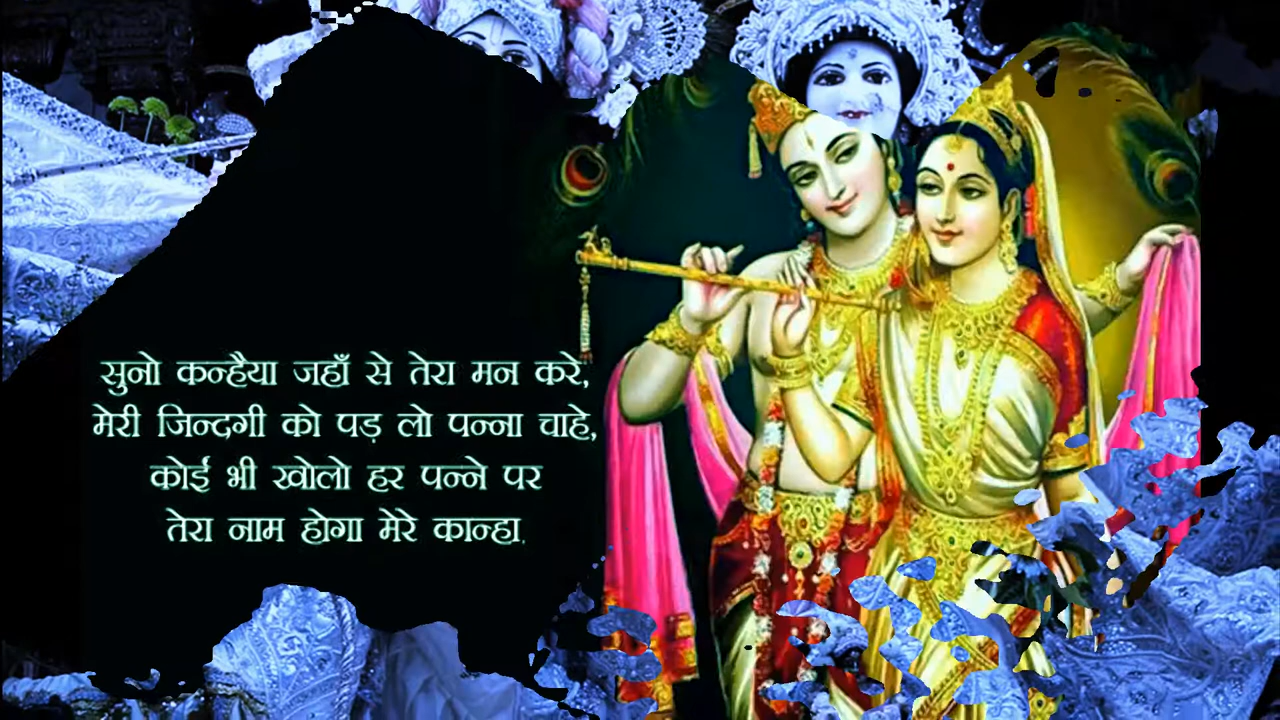 सुनो कन्हैया जहाँ से तेरा मन करे,
मेरी जिन्दगी को पड़ लो पन्ना चाहे,
कोई भी खोलो हर पन्ने पर
तेरा नाम होगा मेरे कान्हा.